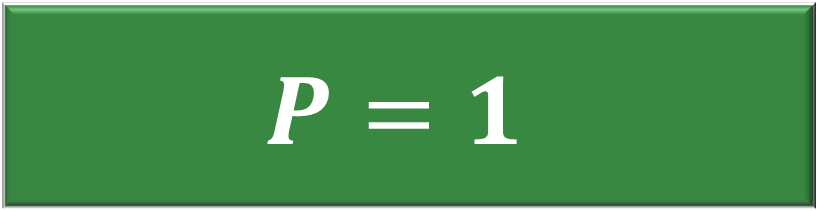 P = 1